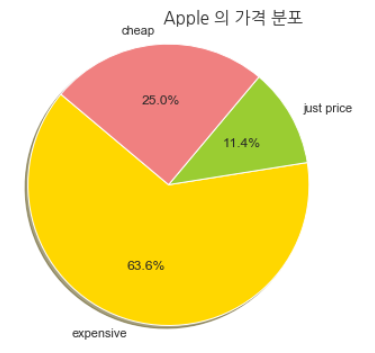 Apple 의 가격 분포
cheap
25.0%
just price
11.4%
63.6%
expensive